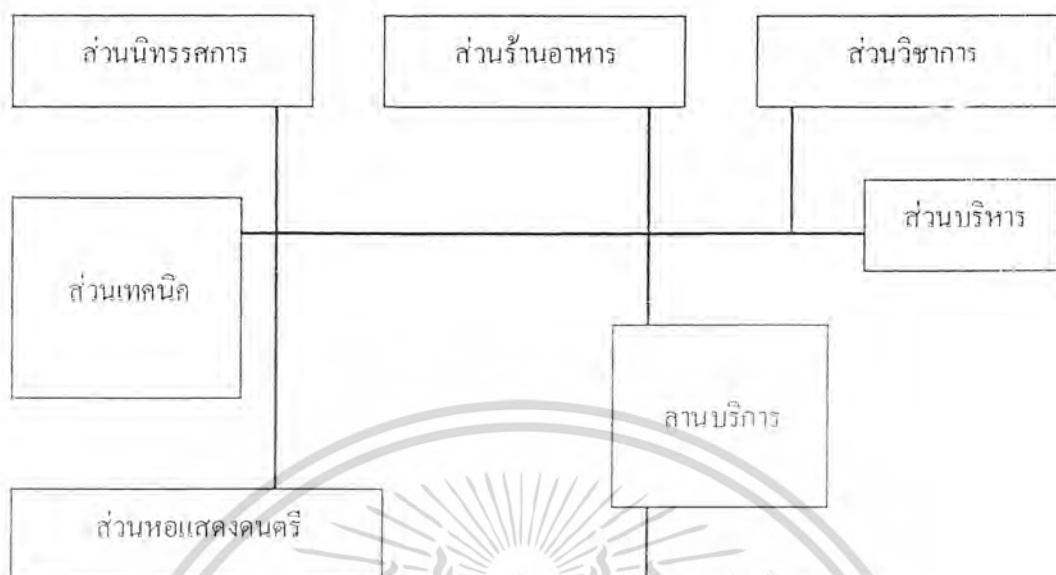 ส่วนนิทรรศการ
ส่วนร้านอาหาร
ส่วนวิชาการ
ส่วนบริหาร
ส่วนเทคนิค
ลานบริการ
ส่วนหอแสดงดนตรี